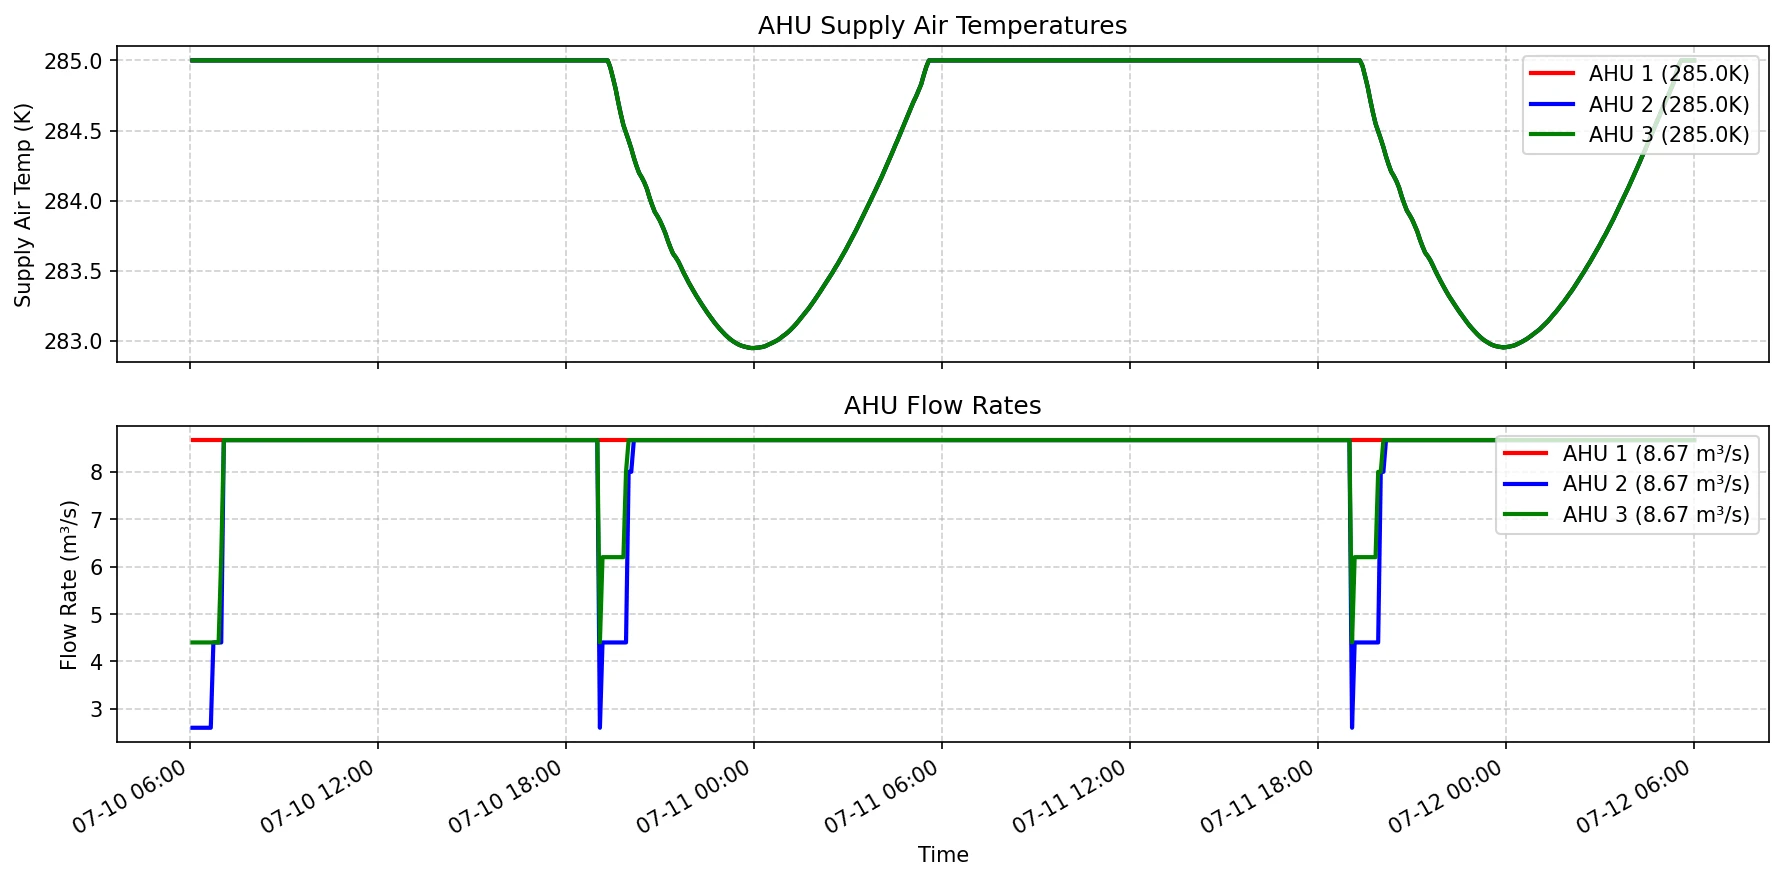 AHU Supply Air Temperatures
Supply Air Temp (K)
285.0
284.5
284.0
283.5
283.0
AHU 1 (285.0K)
AHU 2 (285.0K)
AHU 3 (285.0K)
AHU Flow Rates
Flow Rate (m³/s)
8
7
6
5
4
3
AHU 1 (8.67 m³/s)
AHU 2 (8.67 m³/s)
AHU 3 (8.67 m³/s)
07-10 06:00
07-10 12:00
07-10 18:00
07-11 00:00
07-11 06:00
07-11 12:00
07-11 18:00
07-12 00:00
07-12 06:00
Time